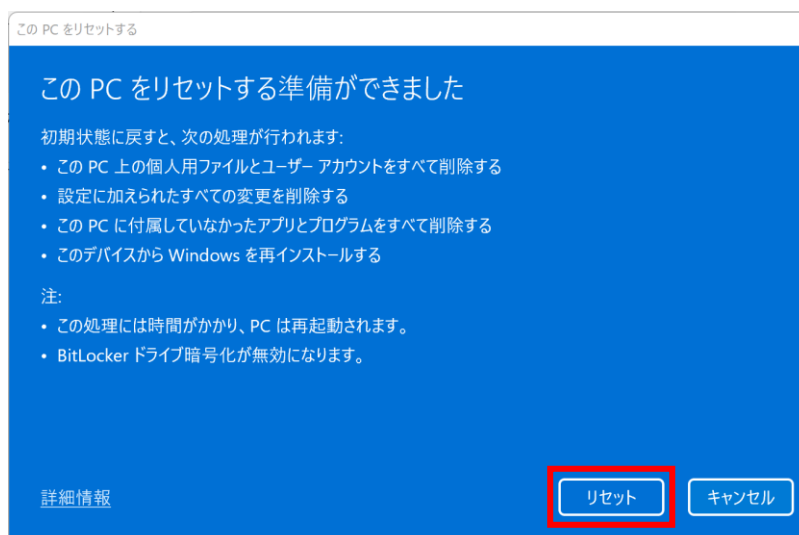 この PC をリセットする
この PC をリセットする準備ができました
初期状態に戻すと、次の処理が行われます:
• この PC 上の個人用ファイルとユーザー アカウントをすべて削除する
• 設定に加えられたすべての変更を削除する
• この PC に付属していなかったアプリとプログラムをすべて削除する
• このデバイスから Windows を再インストールする
注:
• この処理には時間がかかり、PC は再起動されます。
• BitLocker ドライブ暗号化が無効になります。
詳細情報
リセット
キャンセル